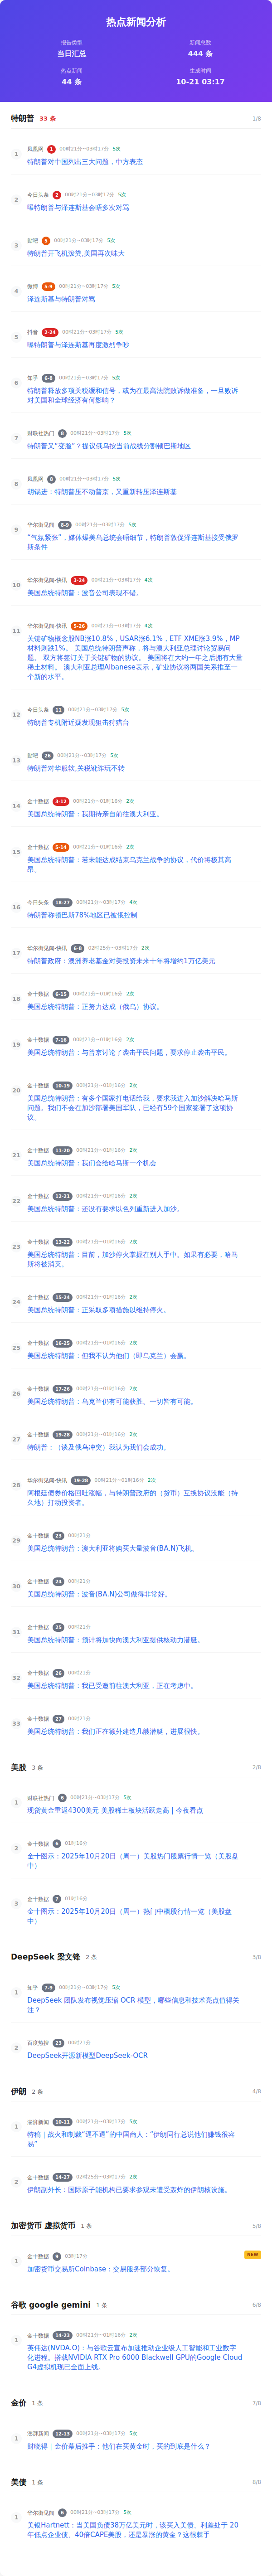 热点新闻分析
报告类型
当日汇总
新闻总数
444 条
热点新闻
44 条
生成时间
10-21 03:17
特朗普 33 条 1/8
1 凤凰网 1 00时21分~03时17分 5次
特朗普对中国列出三大问题，中方表态
2 今日头条 2 00时21分~03时17分 5次
曝特朗普与泽连斯基会晤多次对骂
3 贴吧 5 00时21分~03时17分 5次
特朗普开飞机泼粪,美国再次味大
4 微博 5-9 00时21分~03时17分 5次
泽连斯基与特朗普对骂
5 抖音 2-24 00时21分~03时17分 5次
曝特朗普与泽连斯基再度激烈争吵
6 知乎 6-8 00时21分~03时17分 5次
特朗普释放多项关税缓和信号，或为在最高法院败诉做准备，一旦败诉
对美国和全球经济有何影响？
7 财联社热门 8 00时21分~03时17分 5次
特朗普又“变脸”？提议俄乌按当前战线分割顿巴斯地区
8 凤凰网 8 00时21分~03时17分 5次
胡锡进：特朗普压不动普京，又重新转压泽连斯基
9 华尔街见闻 8-9 00时21分~03时17分 5次
“气氛紧张”，媒体爆美乌总统会晤细节，特朗普敦促泽连斯基接受俄罗
斯条件
10 华尔街见闻-快讯 3-24 00时21分~03时17分 4次
美国总统特朗普：波音公司表现不错。
11 华尔街见闻-快讯 5-26 00时21分~03时17分 4次
关键矿物概念股NB涨10.8%，USAR涨6.1%，ETF XME涨3.9%，MP
材料则跌1%。 美国总统特朗普声称，将与澳大利亚总理讨论贸易问
题。 双方将签订关于关键矿物的协议。 美国将在大约一年之后拥有大量
稀土材料。 澳大利亚总理Albanese表示，矿业协议将两国关系推至一
个新的水平。
12 今日头条 11 00时21分~03时17分 5次
特朗普专机附近疑发现狙击狩猎台
13 贴吧 26 00时21分~03时17分 5次
特朗普对华服软,关税讹诈玩不转
14 金十数据 3-12 00时21分~01时16分 2次
美国总统特朗普：我期待亲自前往澳大利亚。
15 金十数据 5-14 00时21分~01时16分 2次
美国总统特朗普：若未能达成结束乌克兰战争的协议，代价将极其高
昂。
16 今日头条 18-27 00时21分~03时17分 4次
特朗普称顿巴斯78%地区已被俄控制
17 华尔街见闻-快讯 6-8 02时25分~03时17分 2次
特朗普政府：澳洲养老基金对美投资未来十年将增约1万亿美元
18 金十数据 6-15 00时21分~01时16分 2次
美国总统特朗普：正努力达成（俄乌）协议。
19 金十数据 7-16 00时21分~01时16分 2次
美国总统特朗普：与普京讨论了袭击平民问题，要求停止袭击平民。
20 金十数据 10-19 00时21分~01时16分 2次
美国总统特朗普：有多个国家打电话给我，要求我进入加沙解决哈马斯
问题。我们不会在加沙部署美国军队，已经有59个国家签署了这项协
议。
21 金十数据 11-20 00时21分~01时16分 2次
美国总统特朗普：我们会给哈马斯一个机会
22 金十数据 12-21 00时21分~01时16分 2次
美国总统特朗普：还没有要求以色列重新进入加沙。
23 金十数据 13-22 00时21分~01时16分 2次
美国总统特朗普：目前，加沙停火掌握在别人手中。如果有必要，哈马
斯将被消灭。
24 金十数据 15-24 00时21分~01时16分 2次
美国总统特朗普：正采取多项措施以维持停火。
25 金十数据 16-25 00时21分~01时16分 2次
美国总统特朗普：但我不认为他们（即乌克兰）会赢。
26 金十数据 17-26 00时21分~01时16分 2次
美国总统特朗普：乌克兰仍有可能获胜。一切皆有可能。
27 金十数据 19-28 00时21分~01时16分 2次
特朗普：（谈及俄乌冲突）我认为我们会成功。
28 华尔街见闻-快讯 19-28 00时21分~01时16分 2次
阿根廷债券价格回吐涨幅，与特朗普政府的（货币）互换协议没能（持
久地）打动投资者。
29 金十数据 23 00时21分
美国总统特朗普：澳大利亚将购买大量波音(BA.N)飞机。
30 金十数据 24 00时21分
美国总统特朗普：波音(BA.N)公司做得非常好。
31 金十数据 25 00时21分
美国总统特朗普：预计将加快向澳大利亚提供核动力潜艇。
32 金十数据 26 00时21分
美国总统特朗普：我已受邀前往澳大利亚，正在考虑中。
33 金十数据 27 00时21分
美国总统特朗普：我们正在额外建造几艘潜艇，进展很快。
美股 3 条 2/8
1 财联社热门 6 00时21分~03时17分 5次
现货黄金重返4300美元 美股稀土板块活跃走高 | 今夜看点
2 金十数据 6 01时16分
金十图示：2025年10月20日（周一）美股热门股票行情一览（美股盘
中）
3 金十数据 7 01时16分
金十图示：2025年10月20日（周一）热门中概股行情一览（美股盘
中）
DeepSeek 梁文锋 2 条 3/8
1 知乎 7-9 00时21分~03时17分 5次
DeepSeek 团队发布视觉压缩 OCR 模型，哪些信息和技术亮点值得关
注？
2 百度热搜 23 00时21分
DeepSeek开源新模型DeepSeek-OCR
伊朗 2 条 4/8
1 澎湃新闻 10-11 00时21分~03时17分 5次
特稿｜战火和制裁“逼不退”的中国商人：“伊朗同行总说他们赚钱很容
易”
2 金十数据 14-27 02时25分~03时17分 2次
伊朗副外长：国际原子能机构已要求参观未遭受轰炸的伊朗核设施。
加密货币 虚拟货币 1 条 5/8
1 金十数据 9 03时17分 NEW
加密货币交易所Coinbase：交易服务部分恢复。
谷歌 google gemini 1 条 6/8
1 金十数据 14-23 00时21分~01时16分 2次
英伟达(NVDA.O)：与谷歌云宣布加速推动企业级人工智能和工业数字
化进程。搭载NVIDIA RTX Pro 6000 Blackwell GPU的Google Cloud
G4虚拟机现已全面上线。
金价 1 条 7/8
1 澎湃新闻 12-13 00时21分~03时17分 5次
财晓得｜金价幕后推手：他们在买黄金时，买的到底是什么？
美债 1 条 8/8
1 华尔街见闻 6 00时21分~03时17分 5次
美银Hartnett：当美国负债38万亿美元时，该买入美债、利差处于 20
年低点企业债、40倍CAPE美股，还是暴涨的黄金？这很棘手